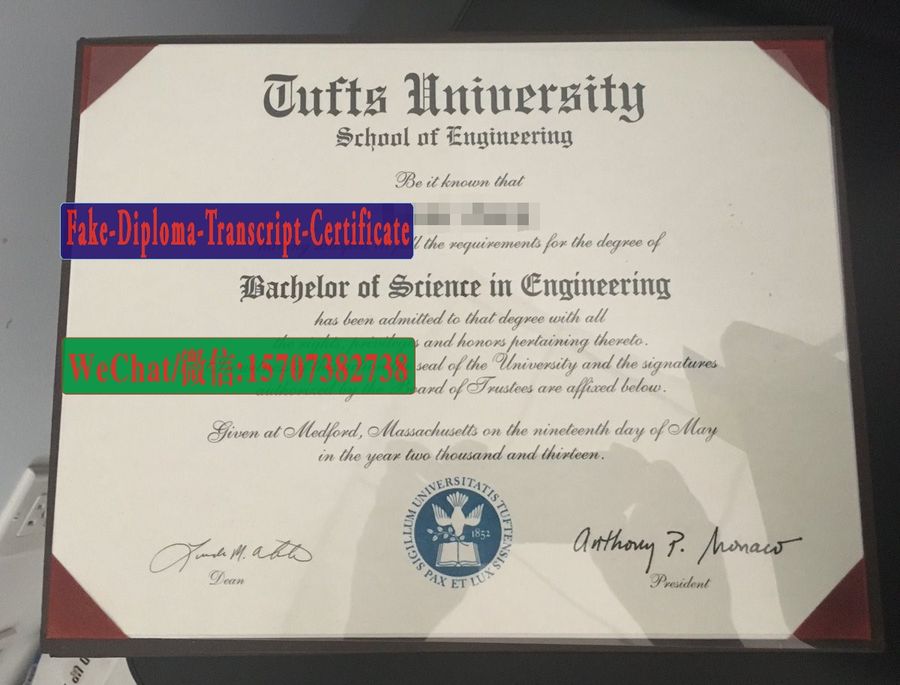 Tufts University
School of Engineering
Be it known that
Fake-Diploma-Transcript-Certificate
the requirements for the degree of
Bachelor of Science in Engineering
has been admitted to that degree with all
and honors pertaining thereto.
WeChat/微信:15707382738
seal of the University and the signatures
of Trustees are affixed below.
Given at Medford, Massachusetts on the nineteenth day of May
in the year two thousand and thirteen.
SIGILLUM UNIVERSITATIS TUFTENSIS
1852
PAX ET LUX
Anthony P. Monaco
Dean
President